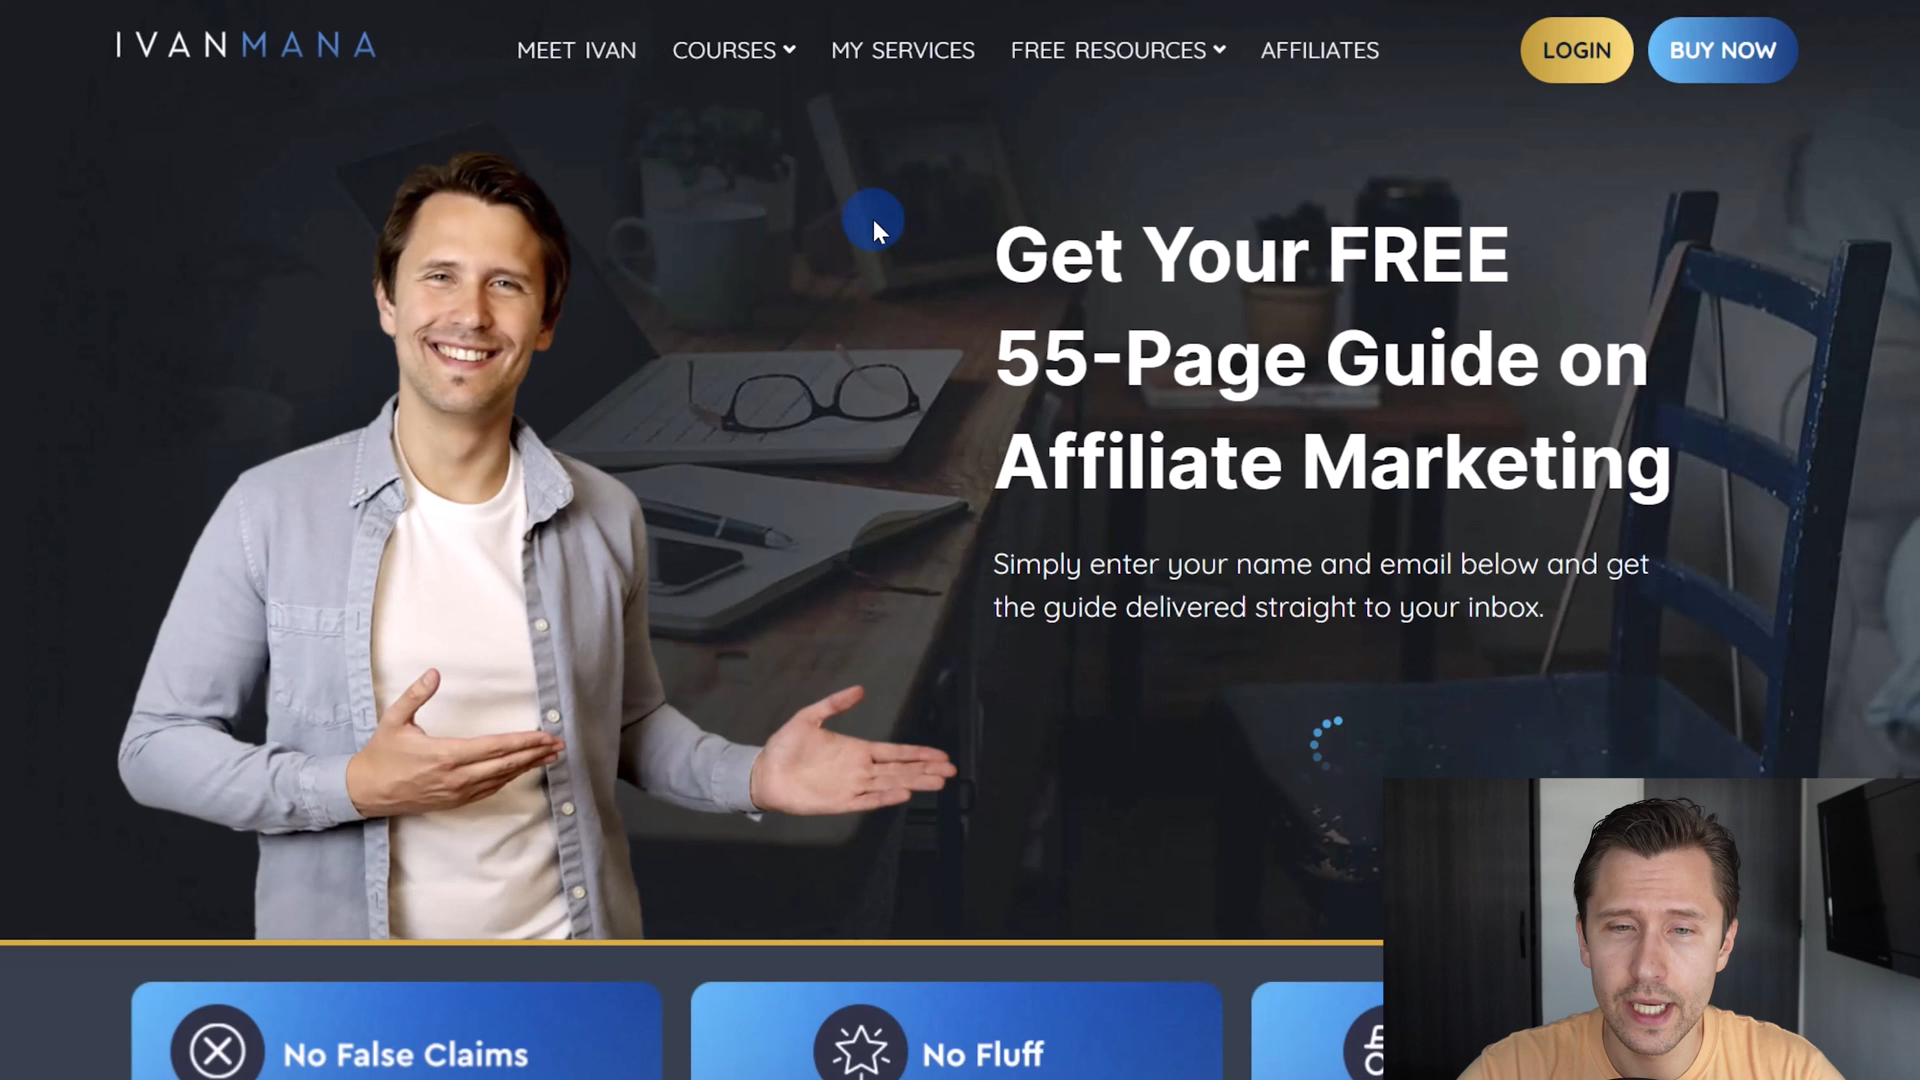 IVANMANA
MEET IVAN
COURSES
MY SERVICES
FREE RESOURCES
AFFILIATES
LOGIN
BUY NOW
Get Your FREE
55-Page Guide on
Affiliate Marketing
Simply enter your name and email below and get
the guide delivered straight to your inbox.
No False Claims
No Fluff